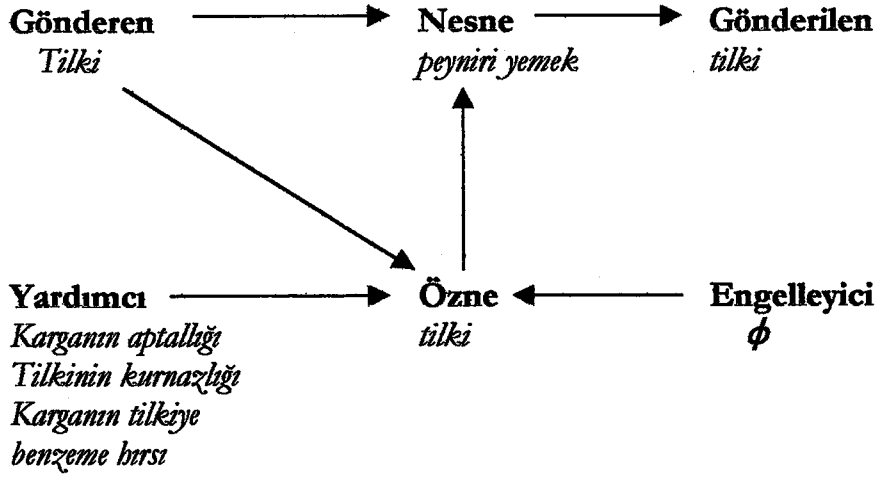 Gönderen Nesne Gönderilen
Tilki peyniri yemek tilki
Yardımcı Özne Engelleyici
Karganın aptallığı tilki ϕ
Tilkinin kurnazlığı
Karganın tilkiye
benzeme hırsı